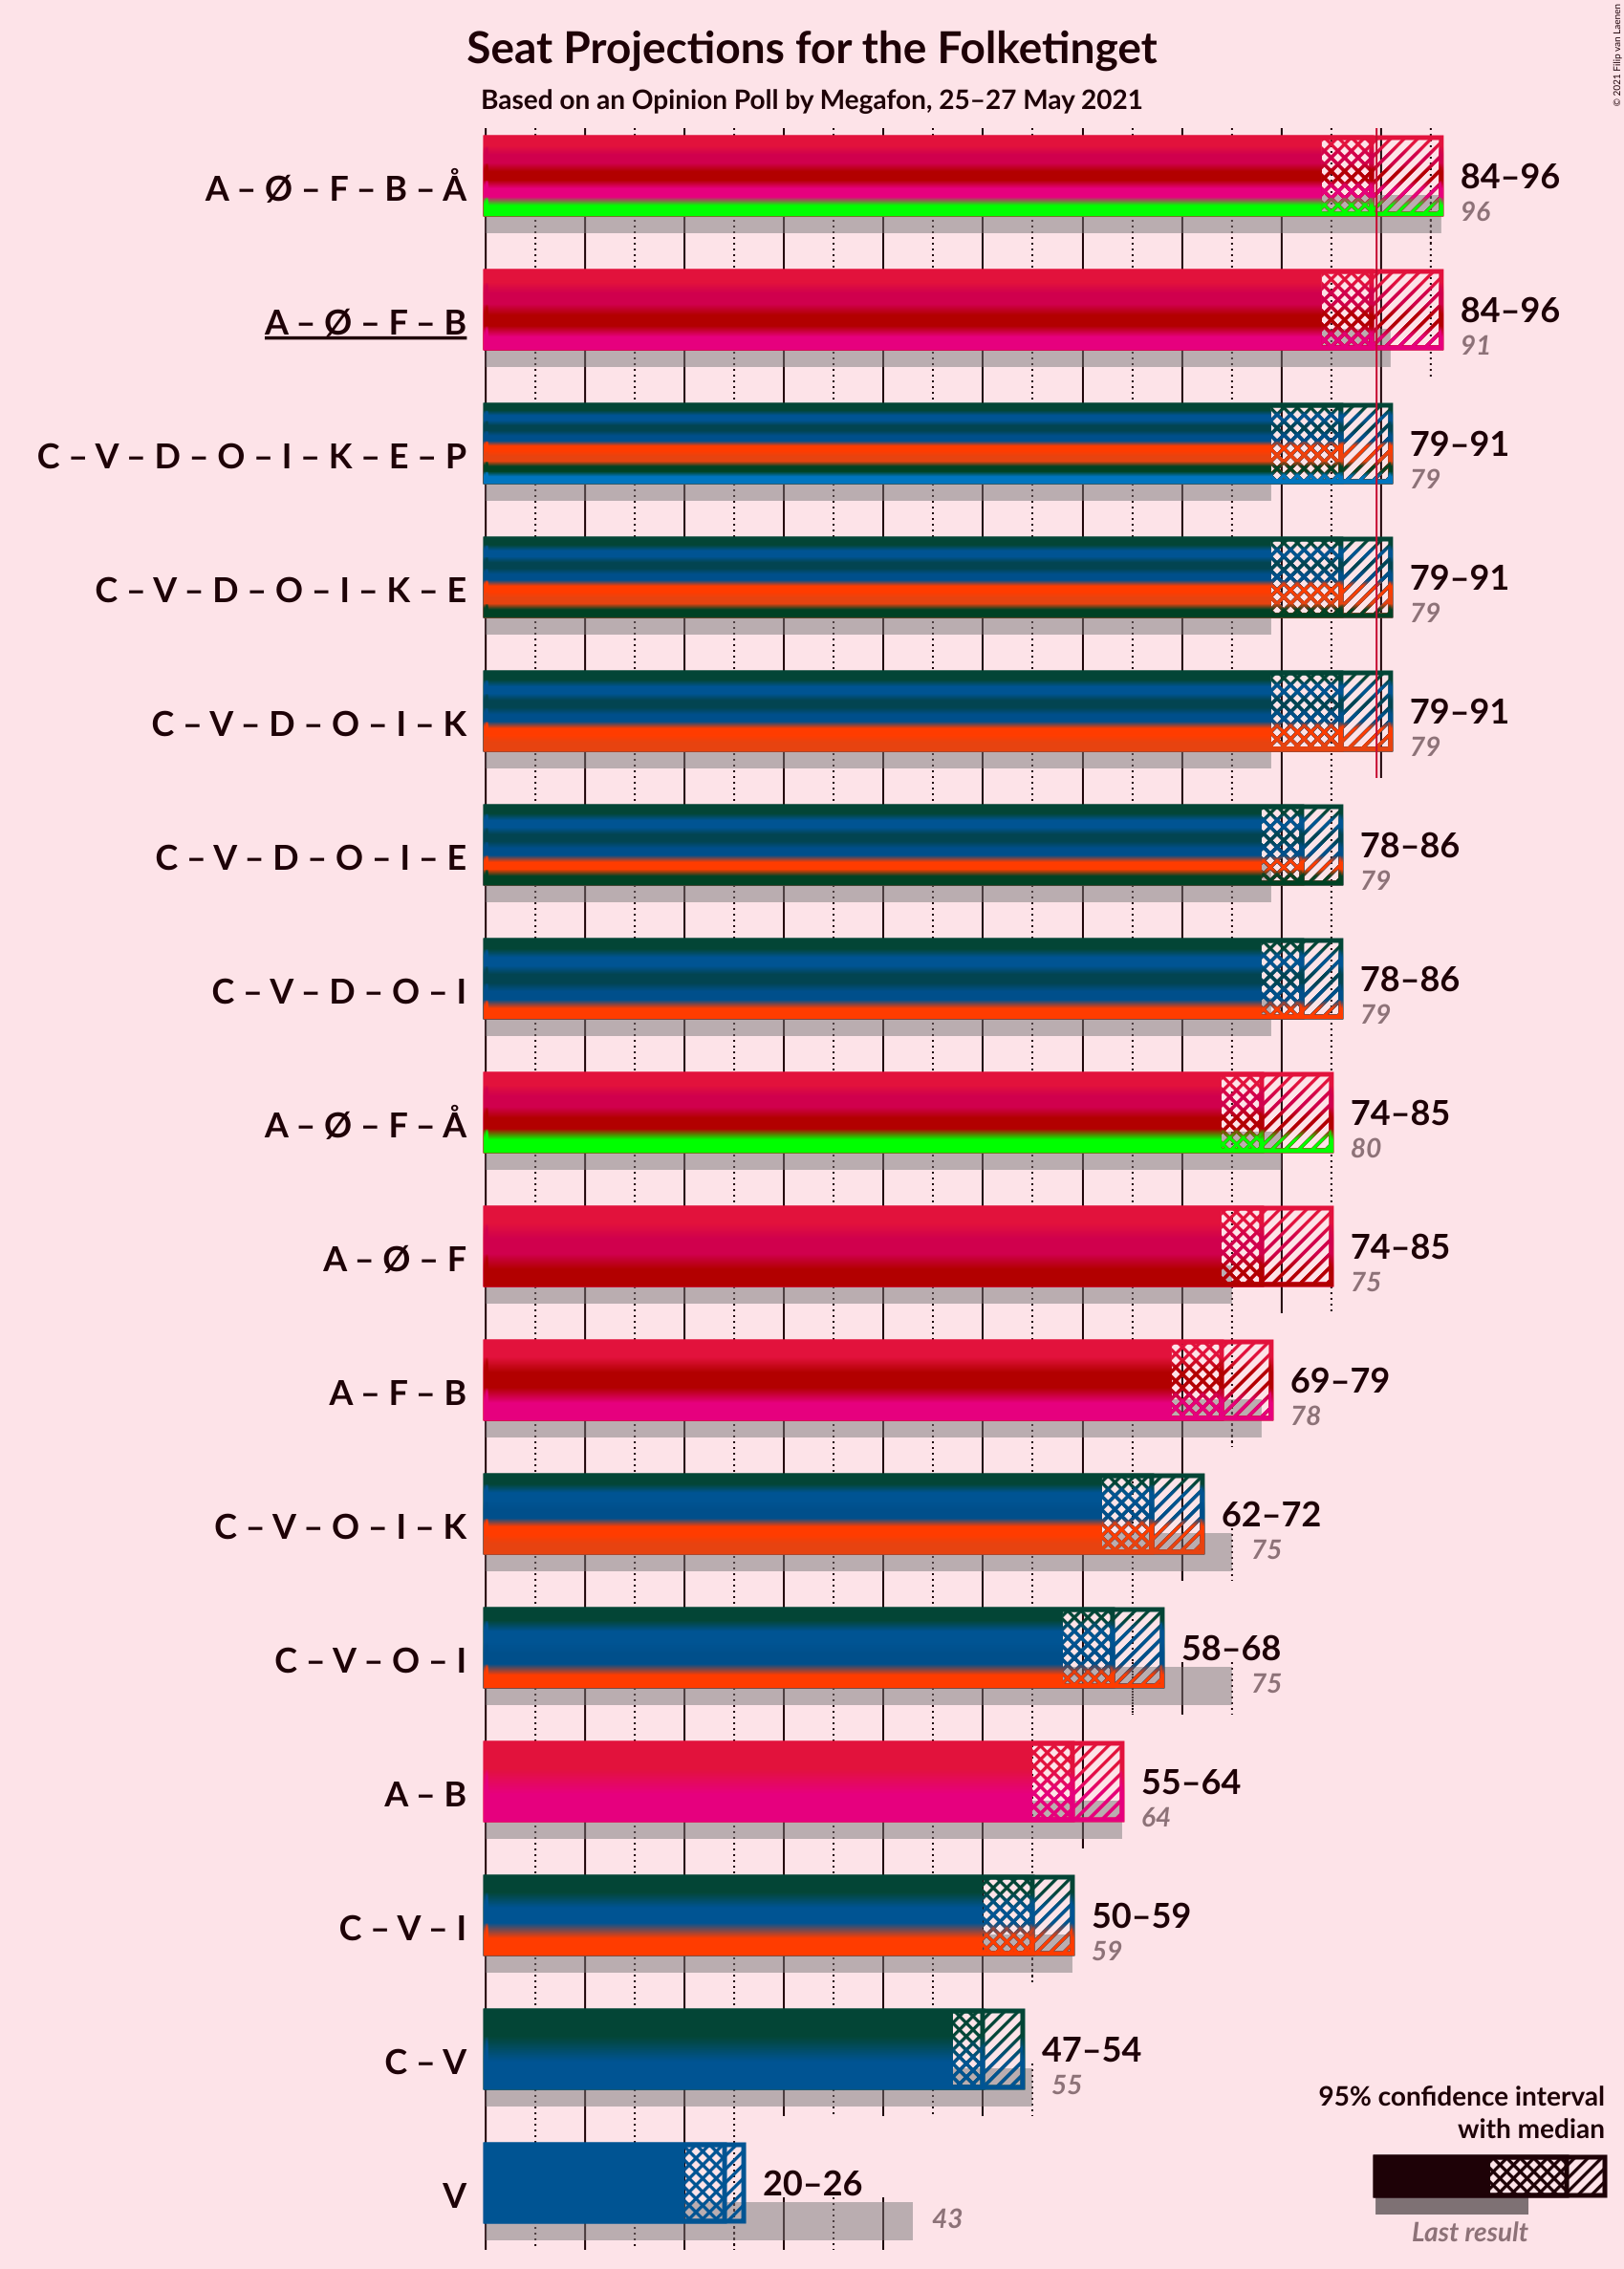 Seat Projections for the Folketinget
Based on an Opinion Poll by Megafon, 25–27 May 2021
© 2021 Filip van Laenen
A – Ø – F – B – Å
84–96
96
A – Ø – F – B
84–96
91
C – V – D – O – I – K – E – P
79–91
79
C – V – D – O – I – K – E
79–91
79
C – V – D – O – I – K
79–91
79
C – V – D – O – I – E
78–86
79
C – V – D – O – I
78–86
79
A – Ø – F – Å
74–85
80
A – Ø – F
74–85
75
A – F – B
69–79
78
C – V – O – I – K
62–72
75
C – V – O – I
58–68
75
A – B
55–64
64
C – V – I
50–59
59
C – V
47–54
55
V
20–26
43
95% confidence interval
with median
Last result